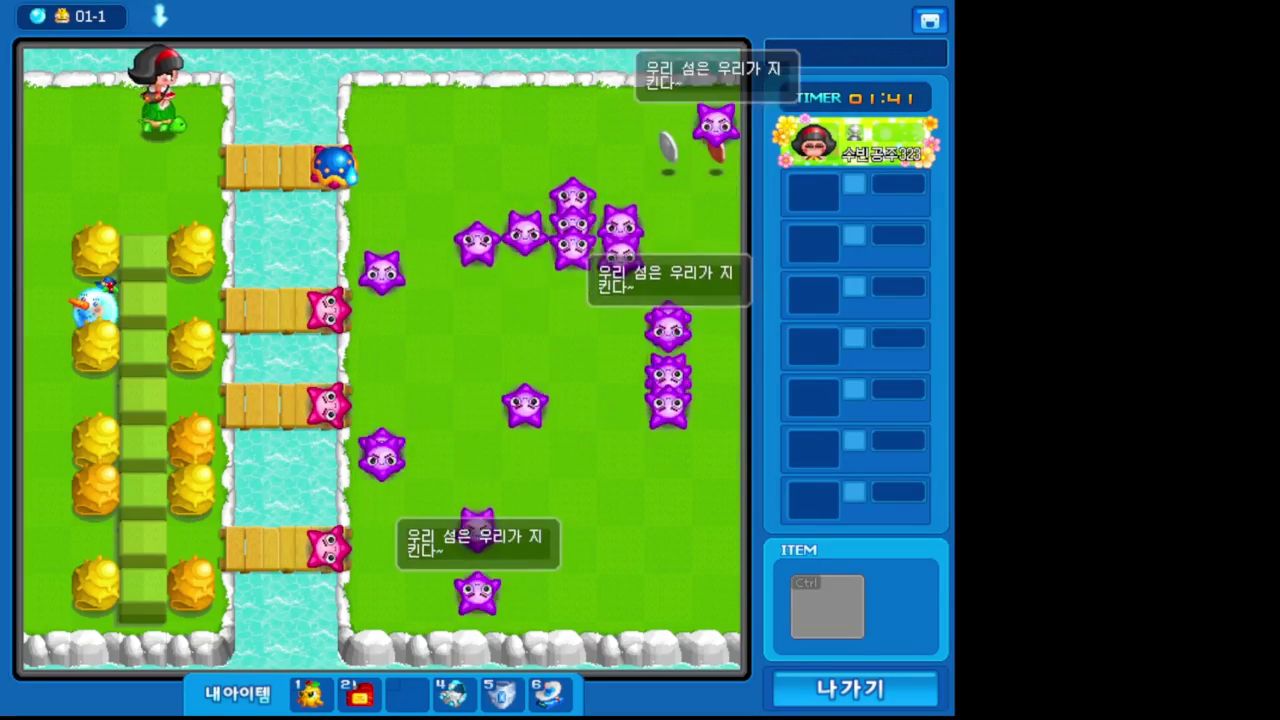 01-1
우리 섬은 우리가 지
킨다~
TIMER 01:41
수빈공주323
우리 섬은 우리가 지
킨다~
우리 섬은 우리가 지
킨다~
ITEM
Ctrl
내아이템
1
2
4
5
6
나가기